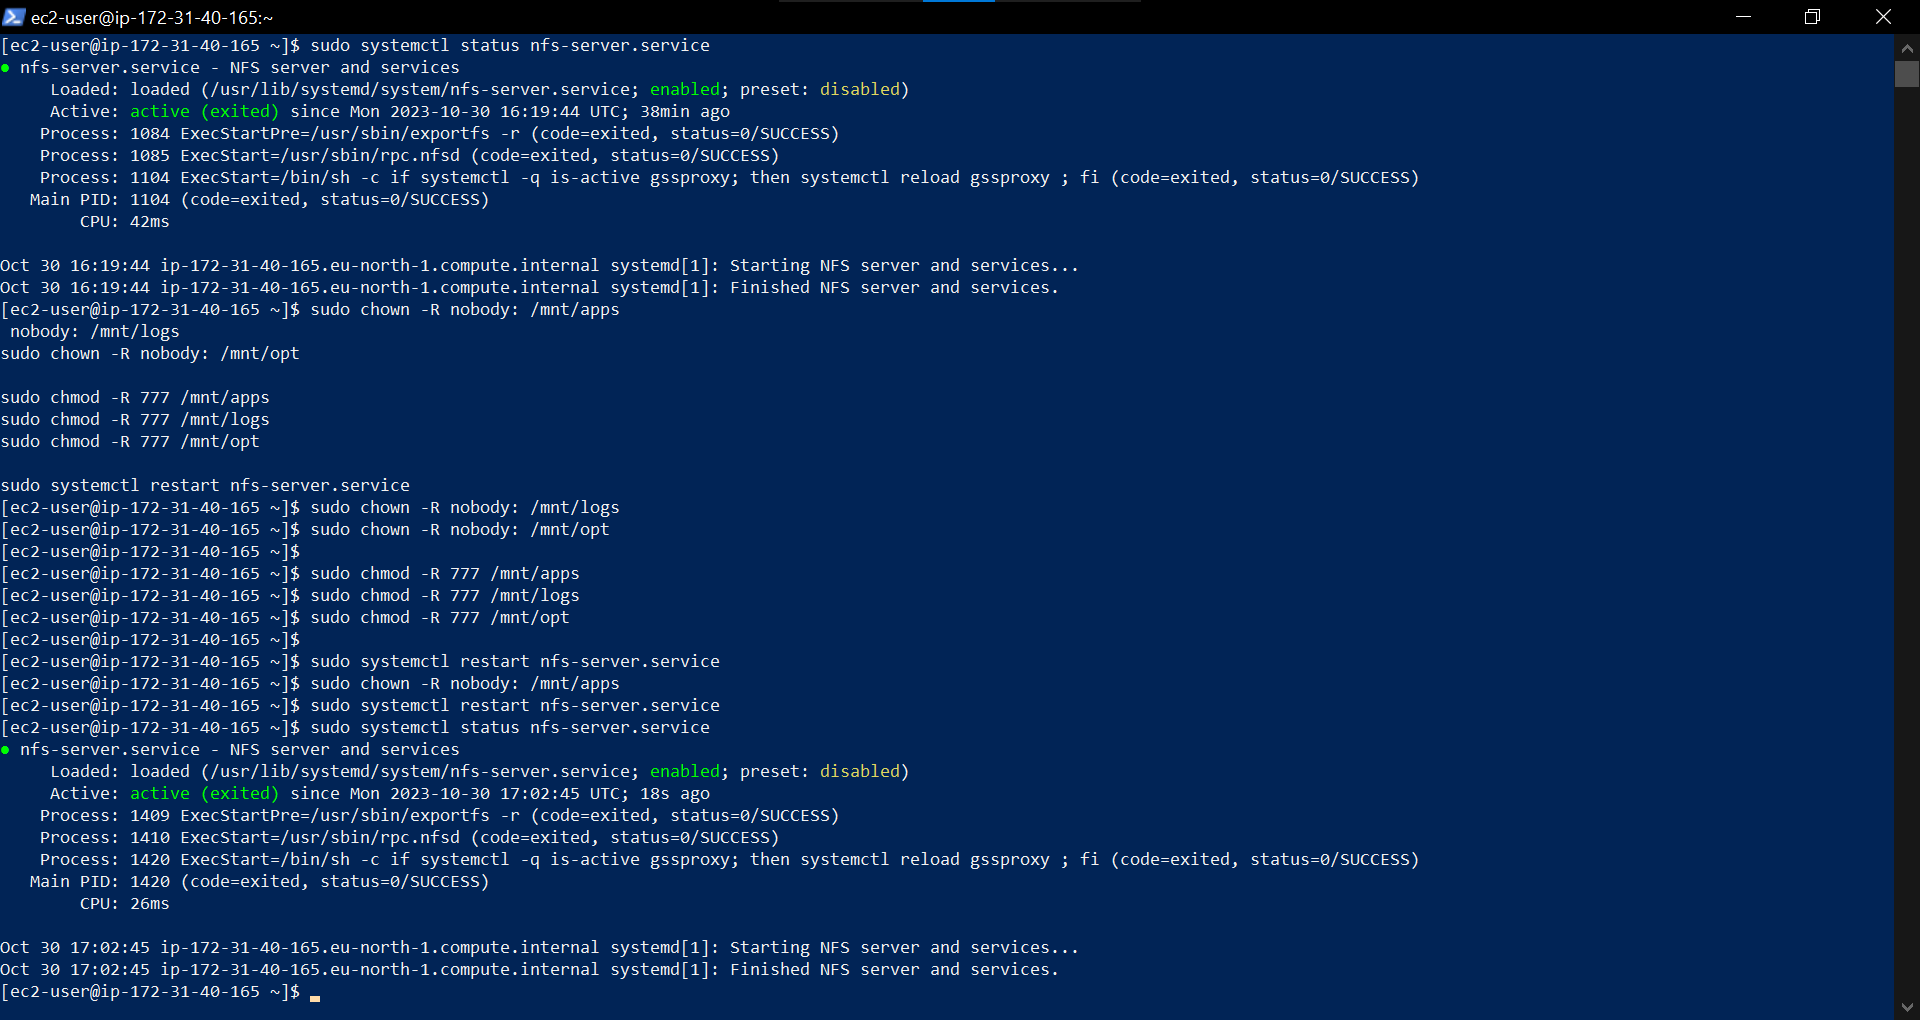 ec2-user@ip-172-31-40-165:~
[ec2-user@ip-172-31-40-165 ~]$ sudo systemctl status nfs-server.service
● nfs-server.service - NFS server and services
     Loaded: loaded (/usr/lib/systemd/system/nfs-server.service; enabled; preset: disabled)
     Active: active (exited) since Mon 2023-10-30 16:19:44 UTC; 38min ago
    Process: 1084 ExecStartPre=/usr/sbin/exportfs -r (code=exited, status=0/SUCCESS)
    Process: 1085 ExecStart=/usr/sbin/rpc.nfsd (code=exited, status=0/SUCCESS)
    Process: 1104 ExecStart=/bin/sh -c if systemctl -q is-active gssproxy; then systemctl reload gssproxy ; fi (code=exited, status=0/SUCCESS)
   Main PID: 1104 (code=exited, status=0/SUCCESS)
        CPU: 42ms

Oct 30 16:19:44 ip-172-31-40-165.eu-north-1.compute.internal systemd[1]: Starting NFS server and services...
Oct 30 16:19:44 ip-172-31-40-165.eu-north-1.compute.internal systemd[1]: Finished NFS server and services.
[ec2-user@ip-172-31-40-165 ~]$ sudo chown -R nobody: /mnt/apps
 nobody: /mnt/logs
sudo chown -R nobody: /mnt/opt

sudo chmod -R 777 /mnt/apps
sudo chmod -R 777 /mnt/logs
sudo chmod -R 777 /mnt/opt

sudo systemctl restart nfs-server.service
[ec2-user@ip-172-31-40-165 ~]$ sudo chown -R nobody: /mnt/logs
[ec2-user@ip-172-31-40-165 ~]$ sudo chown -R nobody: /mnt/opt
[ec2-user@ip-172-31-40-165 ~]$
[ec2-user@ip-172-31-40-165 ~]$ sudo chmod -R 777 /mnt/apps
[ec2-user@ip-172-31-40-165 ~]$ sudo chmod -R 777 /mnt/logs
[ec2-user@ip-172-31-40-165 ~]$ sudo chmod -R 777 /mnt/opt
[ec2-user@ip-172-31-40-165 ~]$
[ec2-user@ip-172-31-40-165 ~]$ sudo systemctl restart nfs-server.service
[ec2-user@ip-172-31-40-165 ~]$ sudo chown -R nobody: /mnt/apps
[ec2-user@ip-172-31-40-165 ~]$ sudo systemctl restart nfs-server.service
[ec2-user@ip-172-31-40-165 ~]$ sudo systemctl status nfs-server.service
● nfs-server.service - NFS server and services
     Loaded: loaded (/usr/lib/systemd/system/nfs-server.service; enabled; preset: disabled)
     Active: active (exited) since Mon 2023-10-30 17:02:45 UTC; 18s ago
    Process: 1409 ExecStartPre=/usr/sbin/exportfs -r (code=exited, status=0/SUCCESS)
    Process: 1410 ExecStart=/usr/sbin/rpc.nfsd (code=exited, status=0/SUCCESS)
    Process: 1420 ExecStart=/bin/sh -c if systemctl -q is-active gssproxy; then systemctl reload gssproxy ; fi (code=exited, status=0/SUCCESS)
   Main PID: 1420 (code=exited, status=0/SUCCESS)
        CPU: 26ms

Oct 30 17:02:45 ip-172-31-40-165.eu-north-1.compute.internal systemd[1]: Starting NFS server and services...
Oct 30 17:02:45 ip-172-31-40-165.eu-north-1.compute.internal systemd[1]: Finished NFS server and services.
[ec2-user@ip-172-31-40-165 ~]$